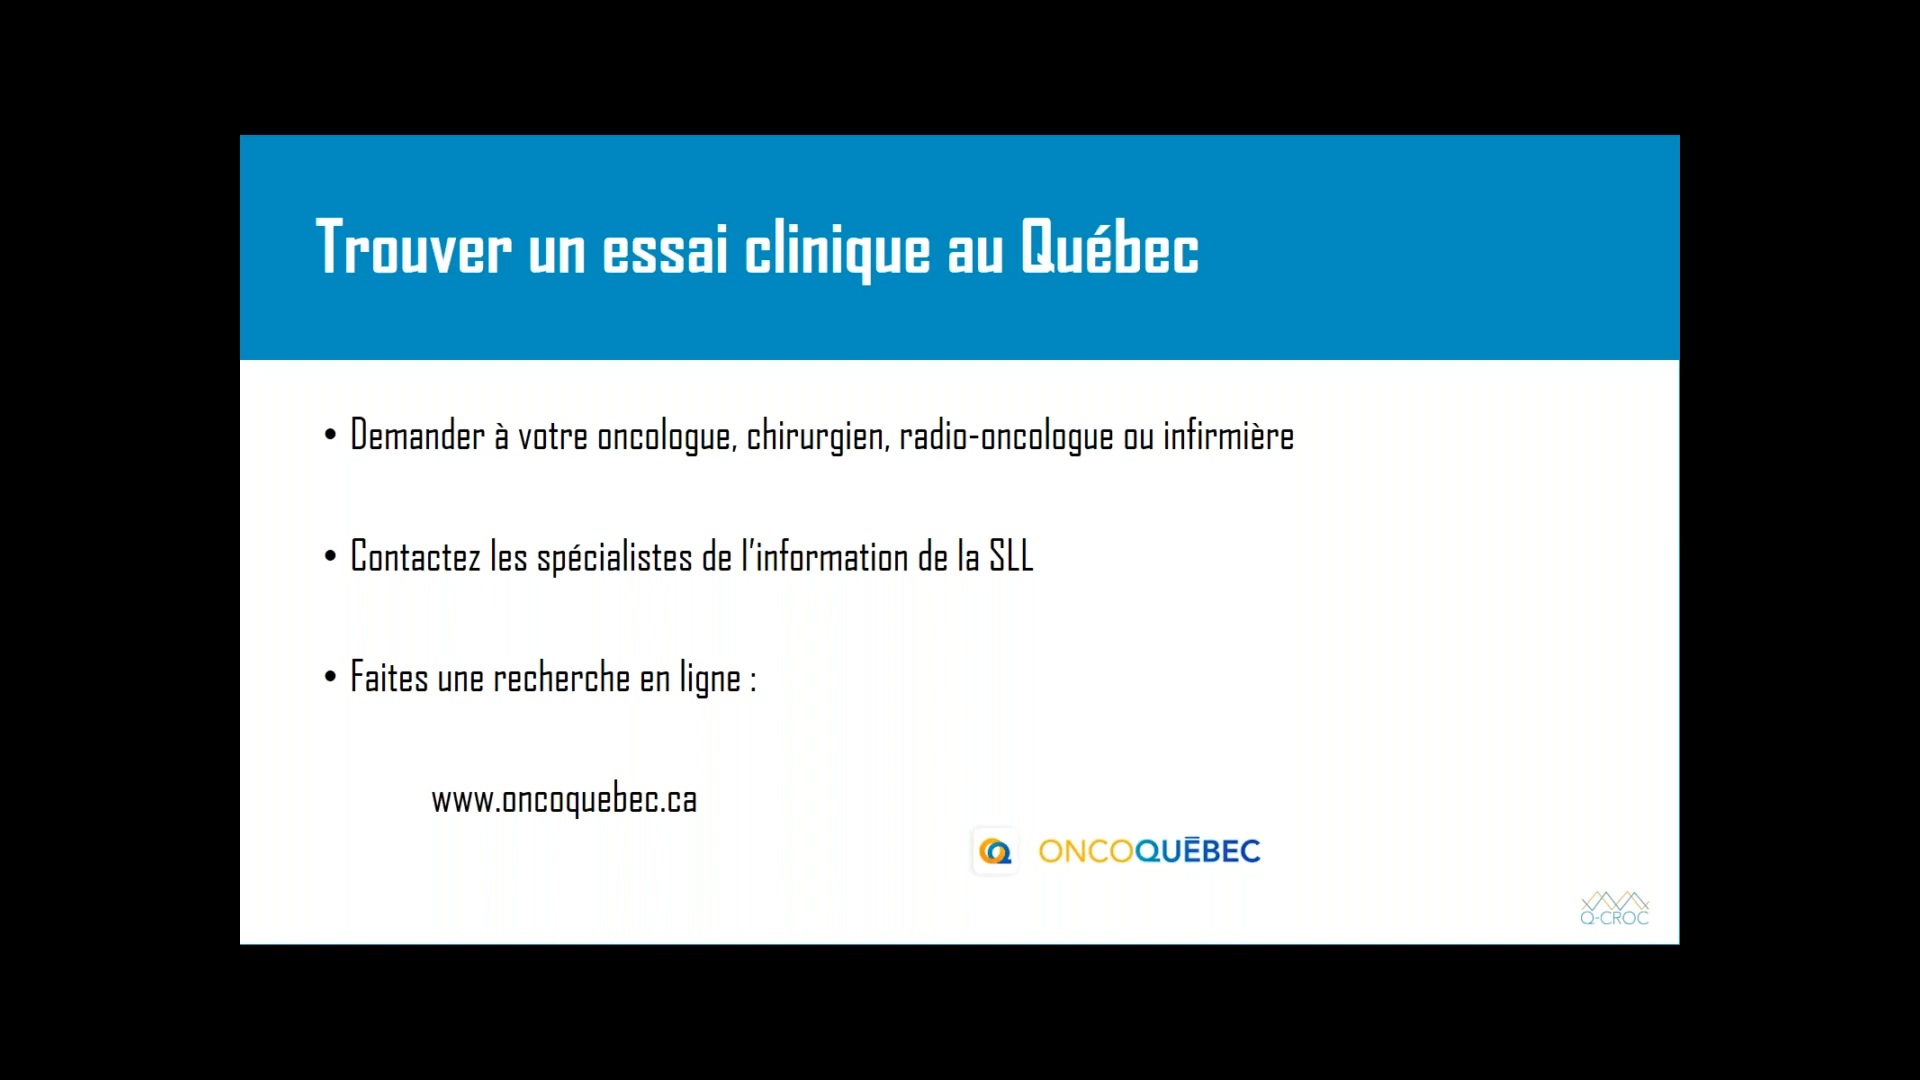 Trouver un essai clinique au Québec
• Demander à votre oncologue, chirurgien, radio-oncologue ou infirmière
• Contactez les spécialistes de l’information de la SLL
• Faites une recherche en ligne :
www.oncoquebec.ca
ONCOQUÉBEC
Q-CROC